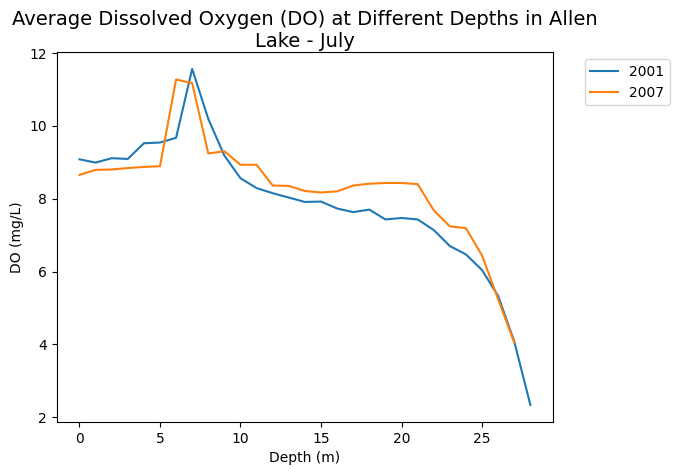 Average Dissolved Oxygen (DO) at Different Depths in Allen
Lake - July
12
10
8
6
4
2
DO (mg/L)
0 5 10 15 20 25
Depth (m)
2001
2007